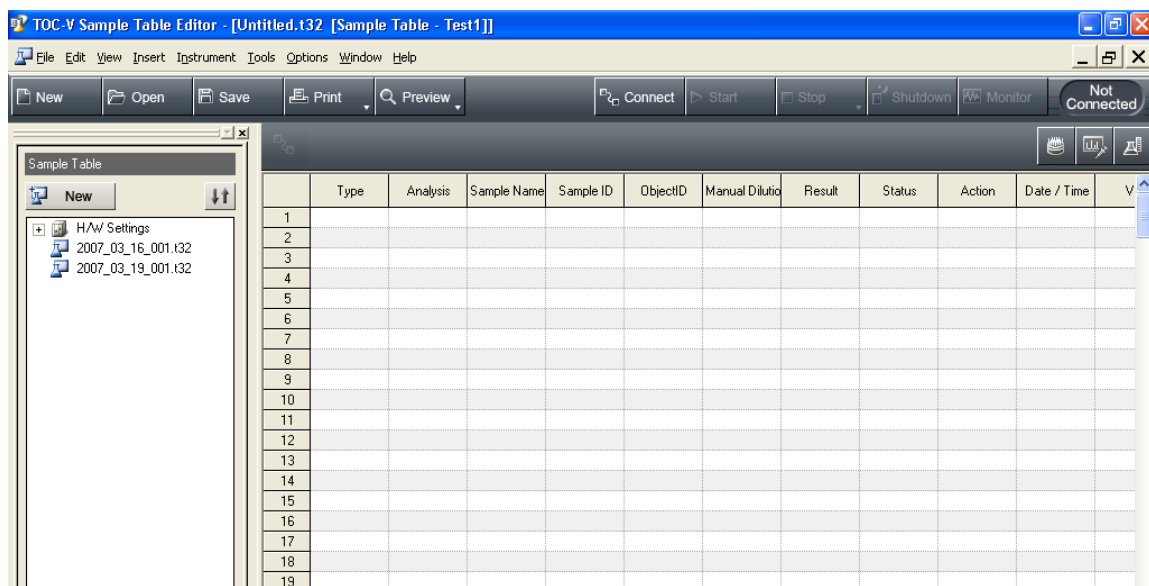 TOC-V Sample Table Editor - [Untitled.t32 [Sample Table - Test1]]
File Edit View Insert Instrument Tools Options Window Help
New Open Save Print Preview Connect Start Stop Shutdown Monitor Not Connected
Sample Table
New
H/W Settings
2007_03_16_001.t32
2007_03_19_001.t32
Type Analysis Sample Name Sample ID ObjectID Manual Dilutio Result Status Action Date / Time V
1
2
3
4
5
6
7
8
9
10
11
12
13
14
15
16
17
18
19